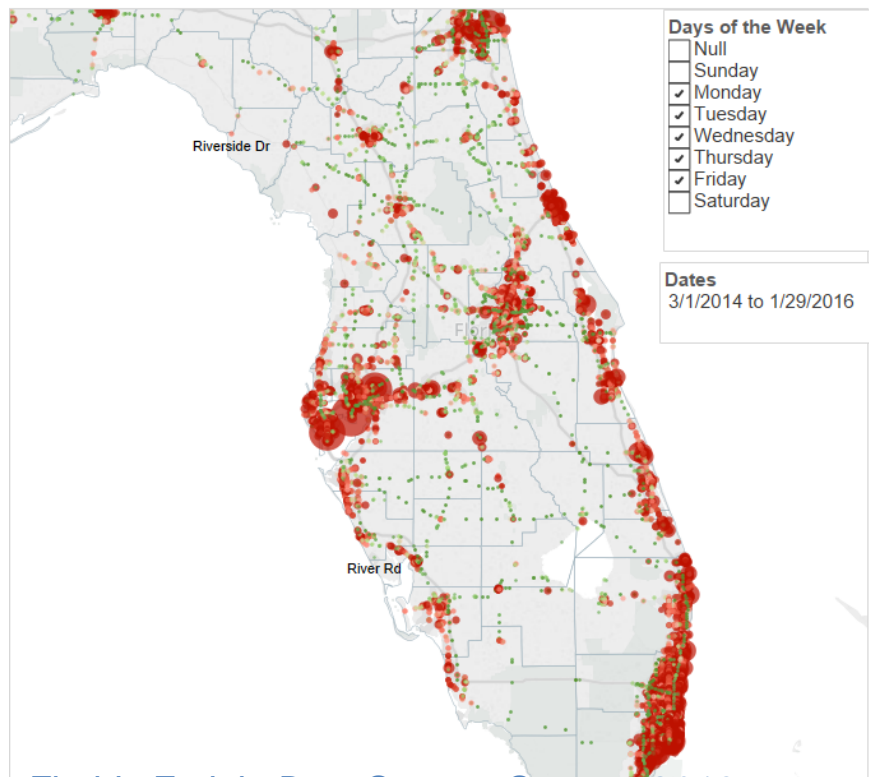 Days of the Week
Null
Sunday
Monday
Tuesday
Wednesday
Thursday
Friday
Saturday
Riverside Dr
Dates
3/1/2014 to 1/29/2016
River Rd